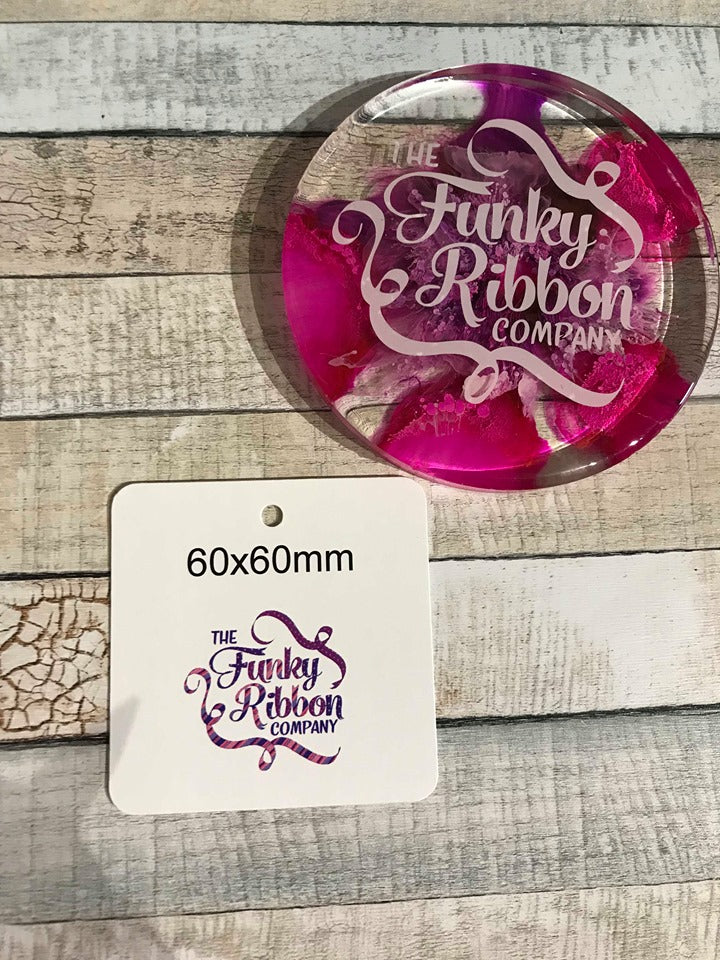 THE
Funky
Ribbon
COMPANY
60x60mm
THE
Funky
Ribbon
COMPANY